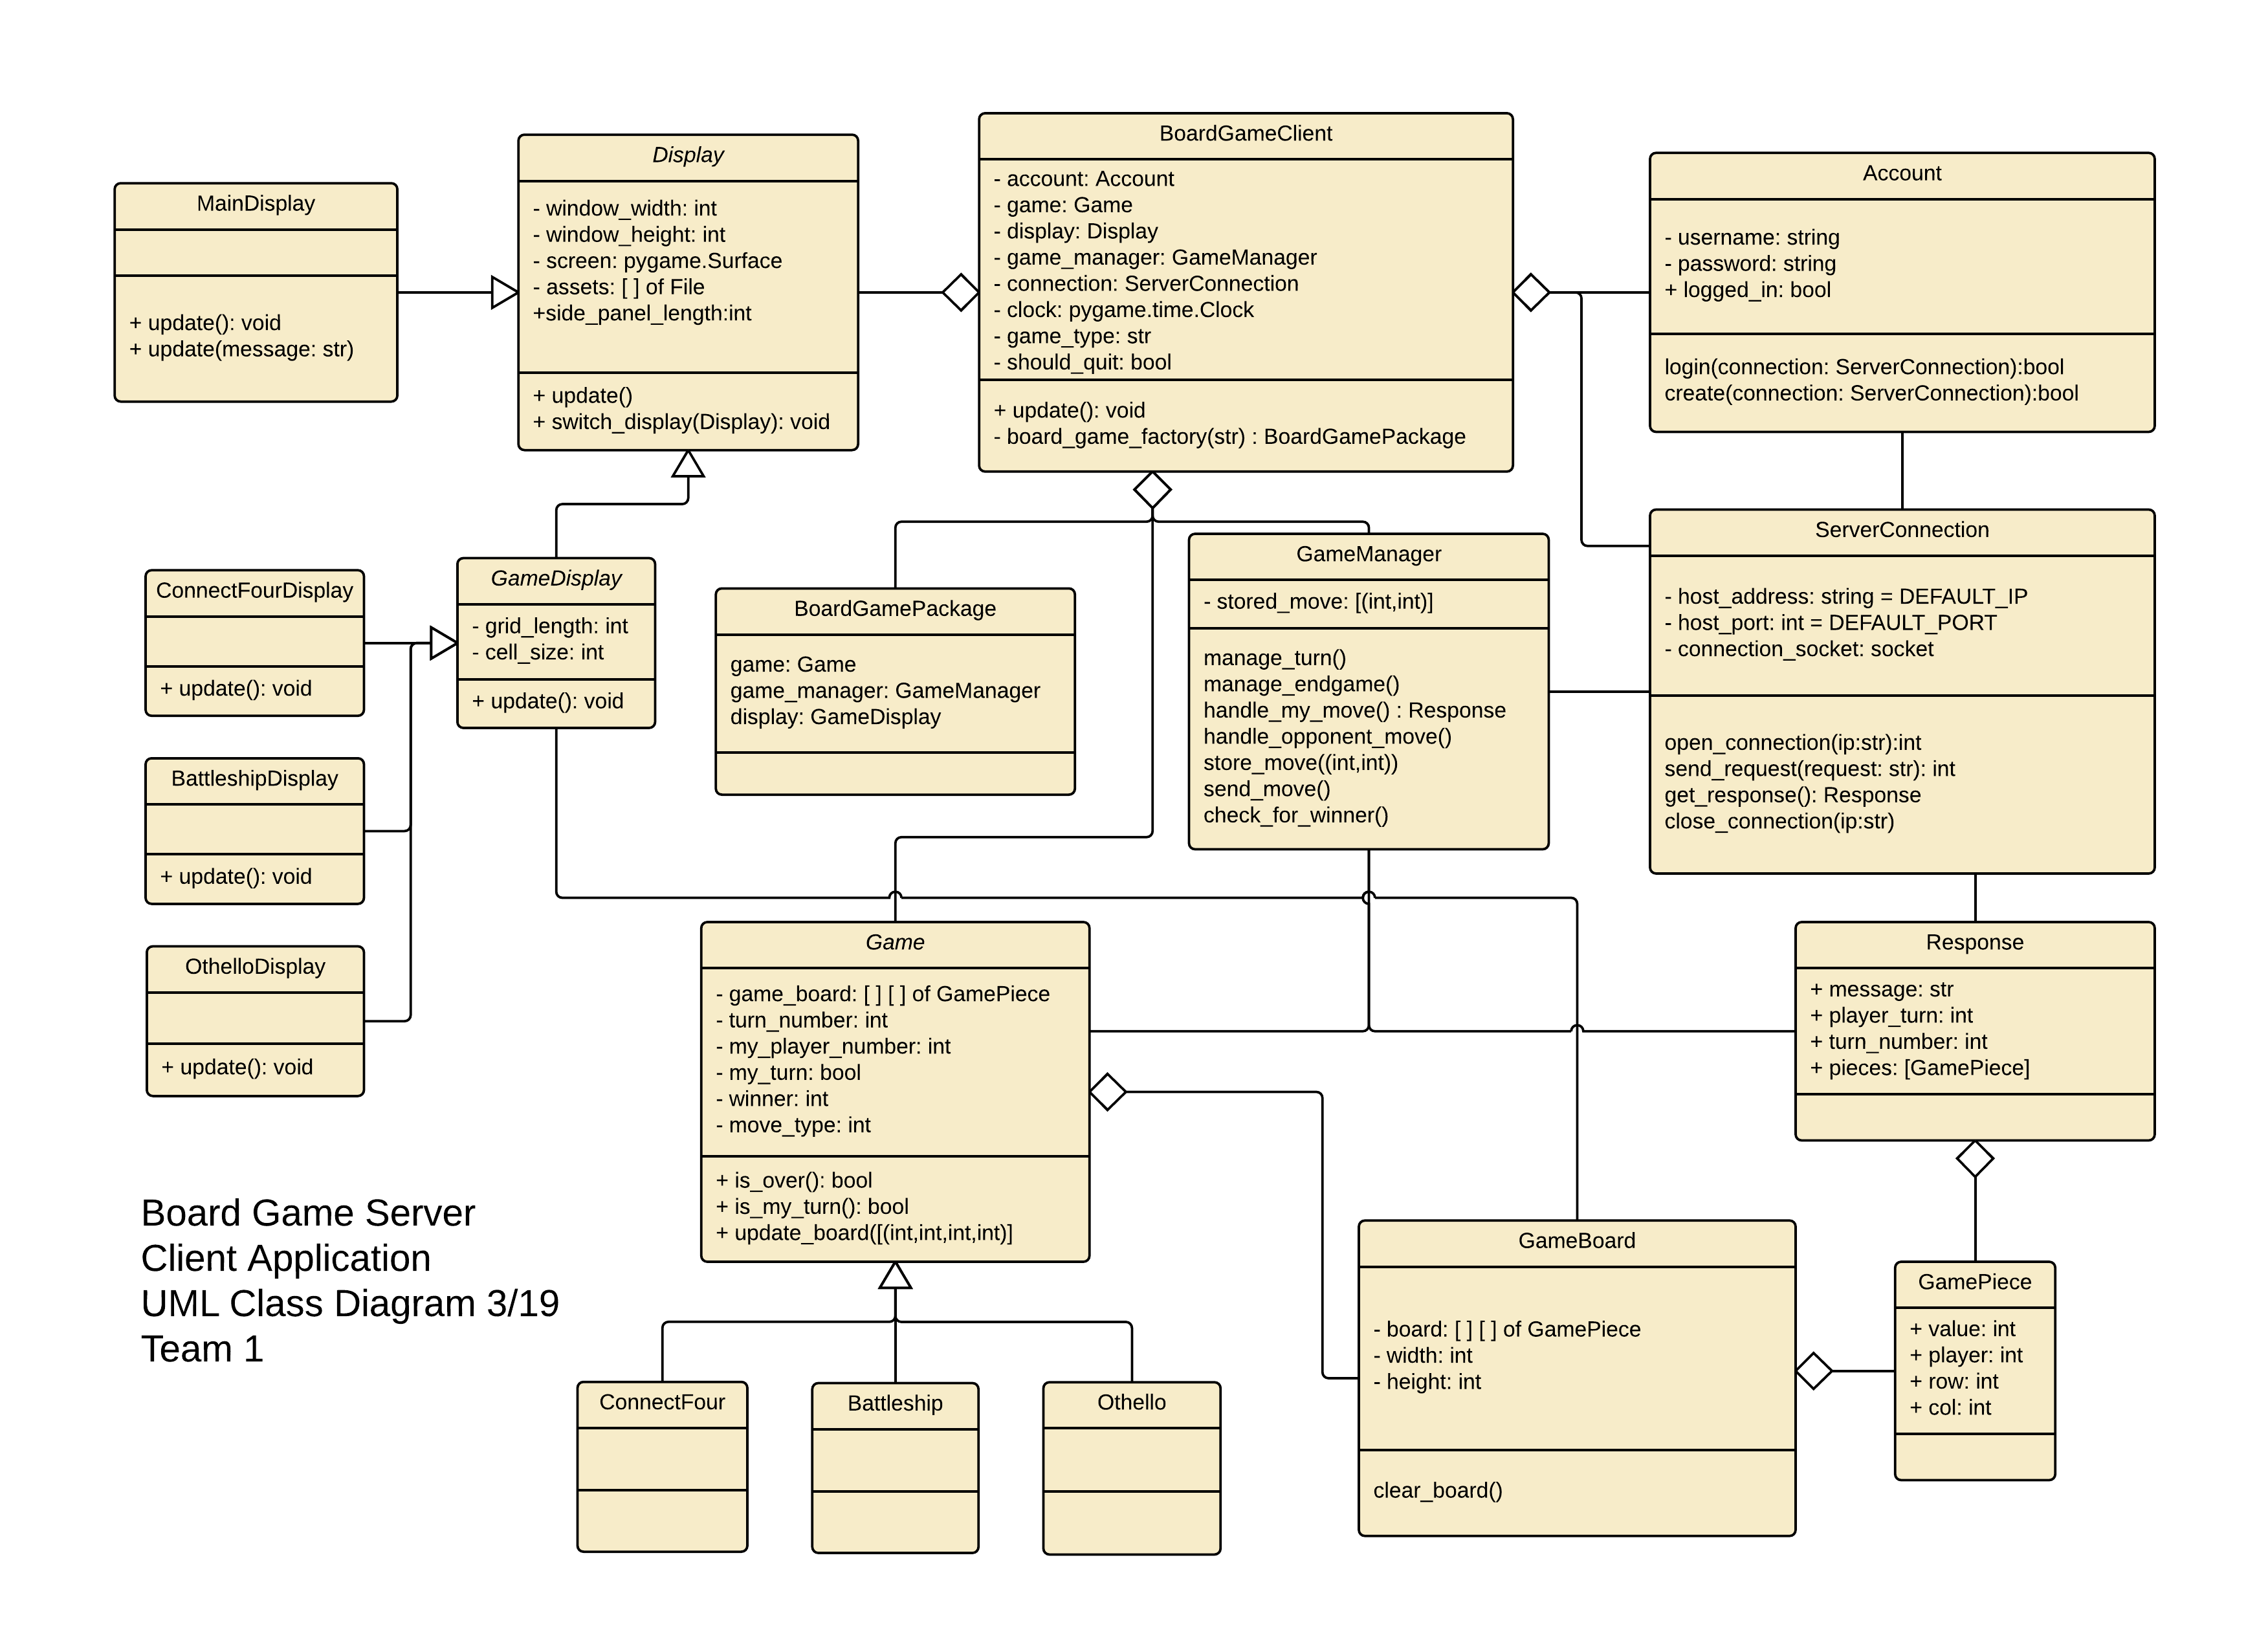 MainDisplay
+ update(): void
+ update(message: str)
Display
- window_width: int
- window_height: int
- screen: pygame.Surface
- assets: [ ] of File
+side_panel_length:int
+ update()
+ switch_display(Display): void
BoardGameClient
- account: Account
- game: Game
- display: Display
- game_manager: GameManager
- connection: ServerConnection
- clock: pygame.time.Clock
- game_type: str
- should_quit: bool
+ update(): void
- board_game_factory(str) : BoardGamePackage
Account
- username: string
- password: string
+ logged_in: bool
login(connection: ServerConnection):bool
create(connection: ServerConnection):bool
ConnectFourDisplay
+ update(): void
GameDisplay
- grid_length: int
- cell_size: int
+ update(): void
BoardGamePackage
game: Game
game_manager: GameManager
display: GameDisplay
GameManager
- stored_move: [(int,int)]
manage_turn()
manage_endgame()
handle_my_move() : Response
handle_opponent_move()
store_move((int,int))
send_move()
check_for_winner()
ServerConnection
- host_address: string = DEFAULT_IP
- host_port: int = DEFAULT_PORT
- connection_socket: socket
open_connection(ip:str):int
send_request(request: str): int
get_response(): Response
close_connection(ip:str)
BattleshipDisplay
+ update(): void
OthelloDisplay
+ update(): void
Game
- game_board: [ ] [ ] of GamePiece
- turn_number: int
- my_player_number: int
- my_turn: bool
- winner: int
- move_type: int
+ is_over(): bool
+ is_my_turn(): bool
+ update_board([(int,int,int,int)]
Response
+ message: str
+ player_turn: int
+ turn_number: int
+ pieces: [GamePiece]
Board Game Server
Client Application
UML Class Diagram 3/19
Team 1
ConnectFour
Battleship
Othello
GameBoard
- board: [ ] [ ] of GamePiece
- width: int
- height: int
clear_board()
GamePiece
+ value: int
+ player: int
+ row: int
+ col: int